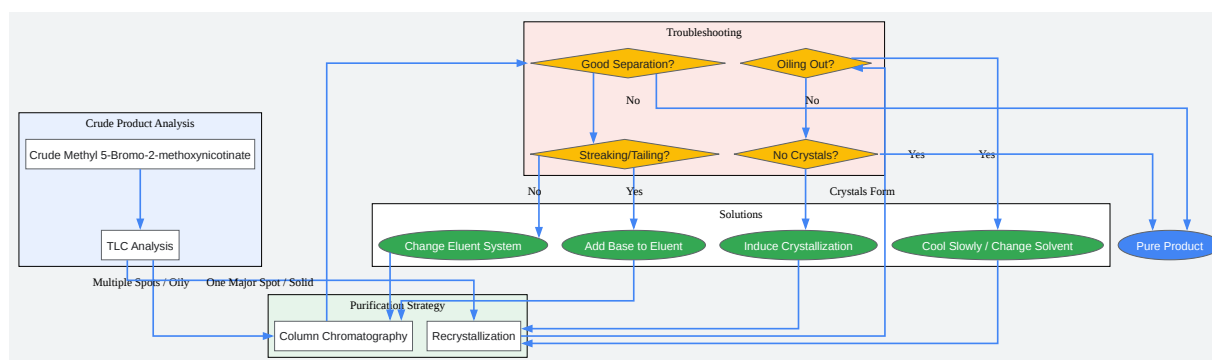 Troubleshooting
Good Separation?
Oiling Out?
No
No
Crude Product Analysis
Crude Methyl 5-Bromo-2-methoxynicotinate
Streaking/Tailing?
No Crystals?
Yes
Yes
No
Yes
Crystals Form
Solutions
TLC Analysis
Change Eluent System
Add Base to Eluent
Induce Crystallization
Cool Slowly / Change Solvent
Pure Product
Multiple Spots / Oily
One Major Spot / Solid
Purification Strategy
Column Chromatography
Recrystallization